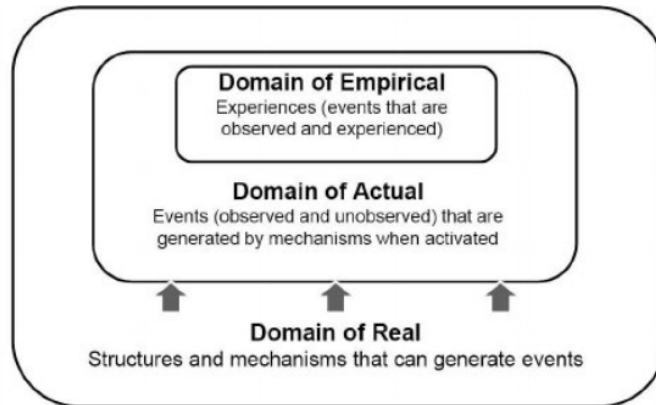 Domain of Empirical
Experiences (events that are
observed and experienced)
Domain of Actual
Events (observed and unobserved) that are
generated by mechanisms when activated
Domain of Real
Structures and mechanisms that can generate events